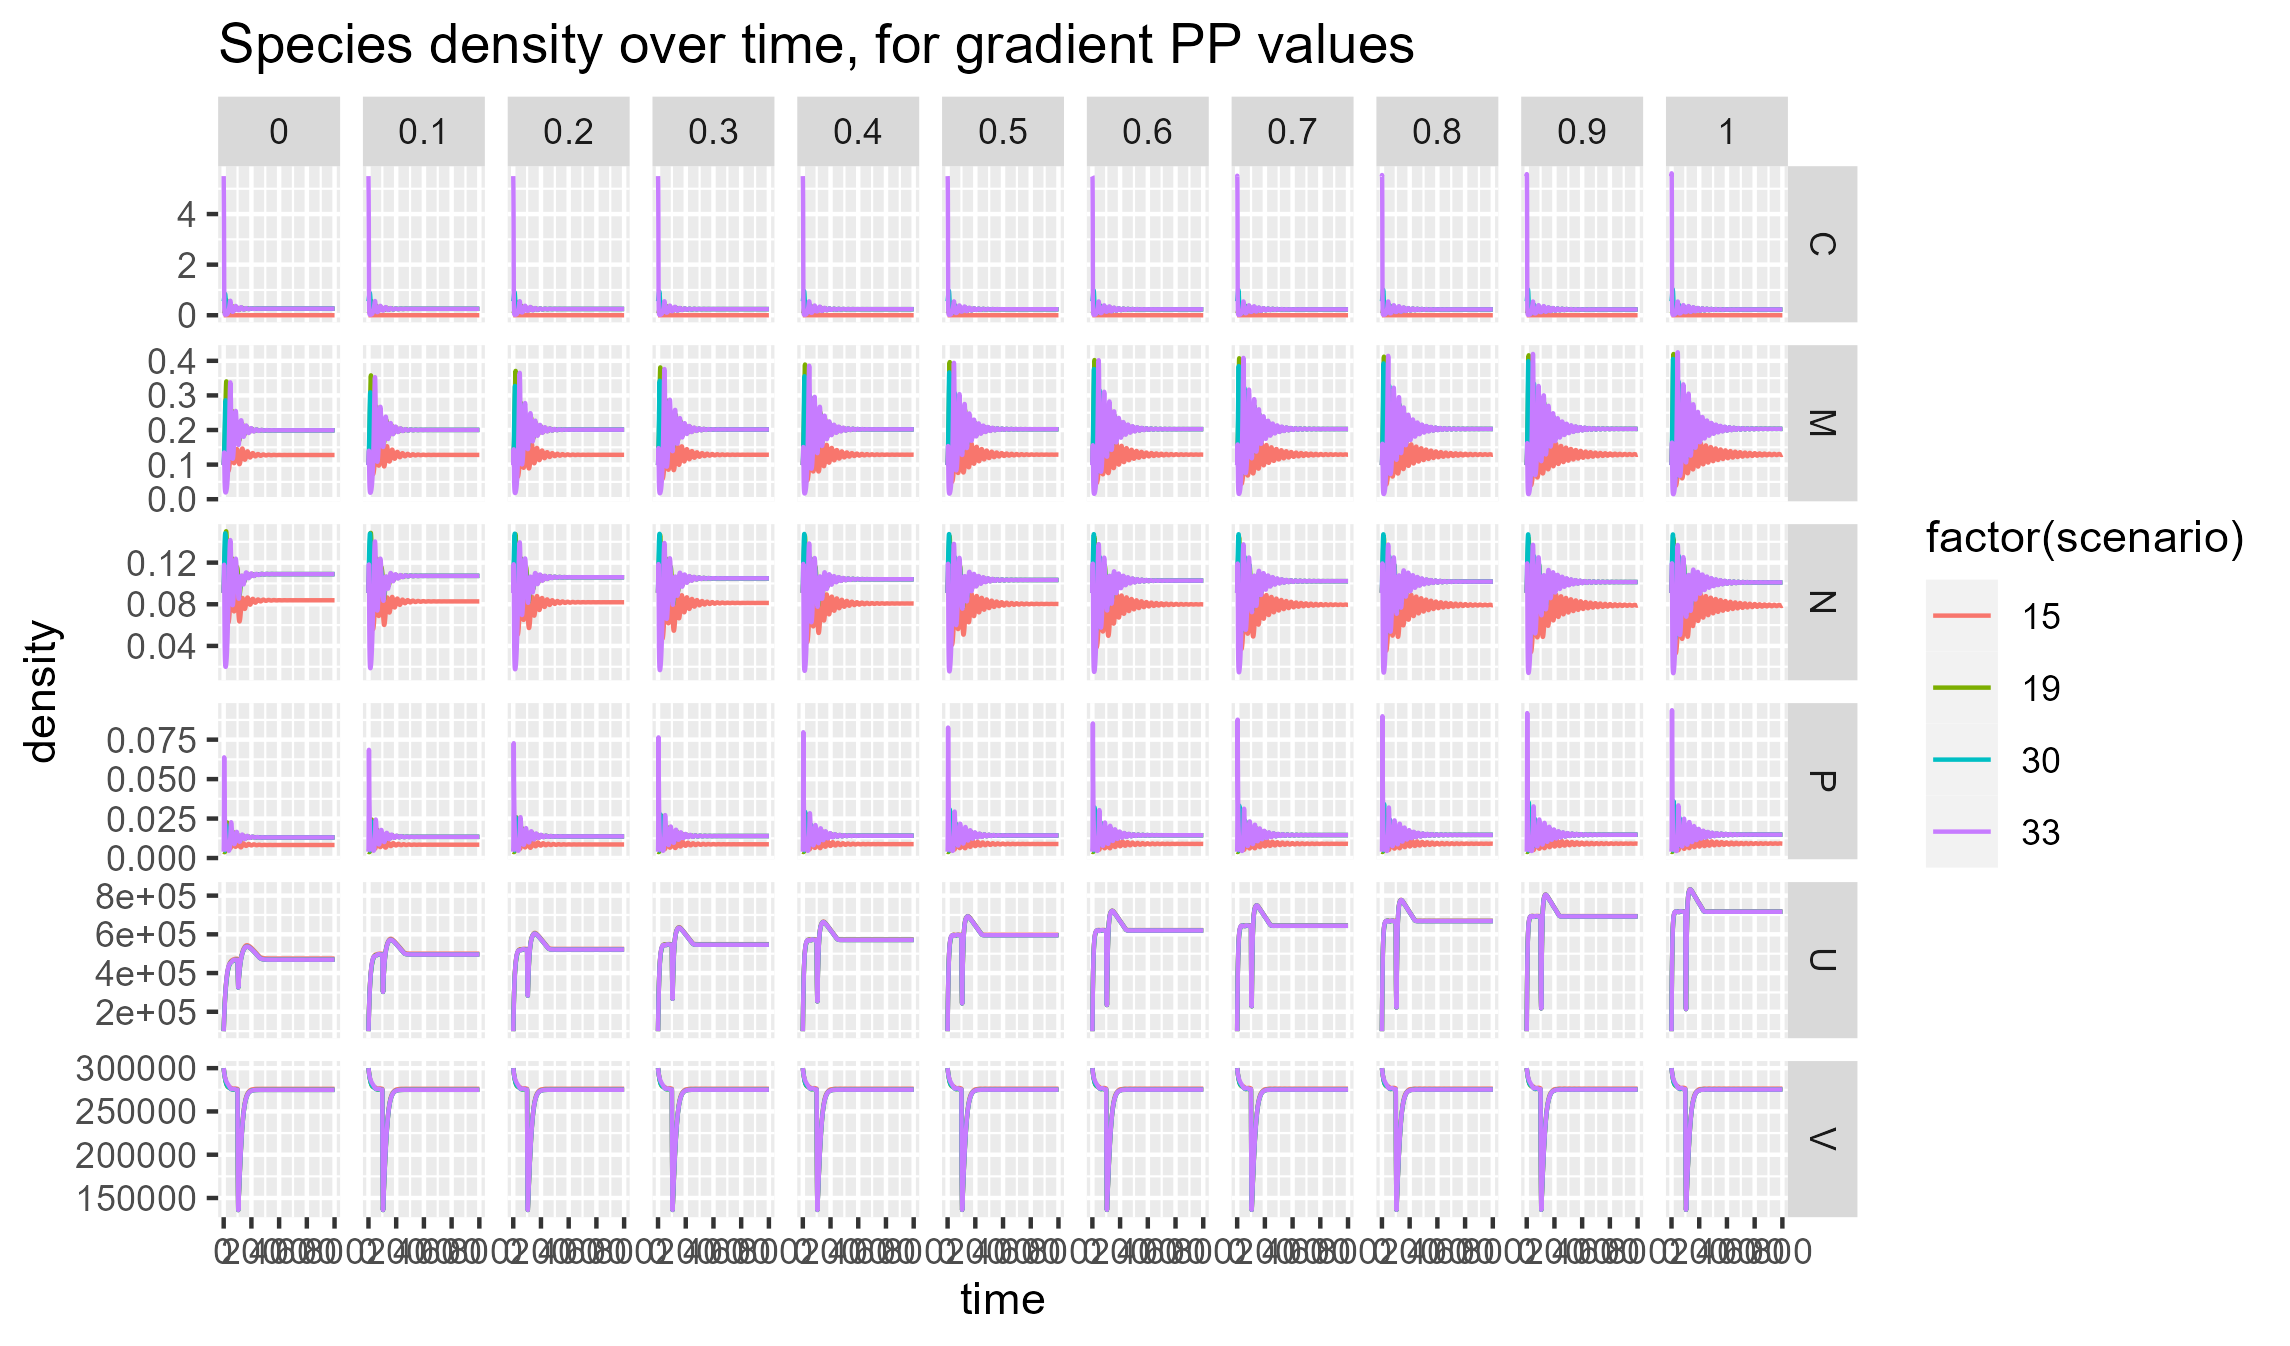 Species density over time, for gradient PP values
0 0.1 0.2 0.3 0.4 0.5 0.6 0.7 0.8 0.9 1
4
2
0
C
0.4
0.3
0.2
0.1
0.0
M
0.12
0.08
0.04
N
0.075
0.050
0.025
0.000
P
8e+05
6e+05
4e+05
2e+05
U
300000
250000
200000
150000
V
density
time
factor(scenario)
15
19
30
33